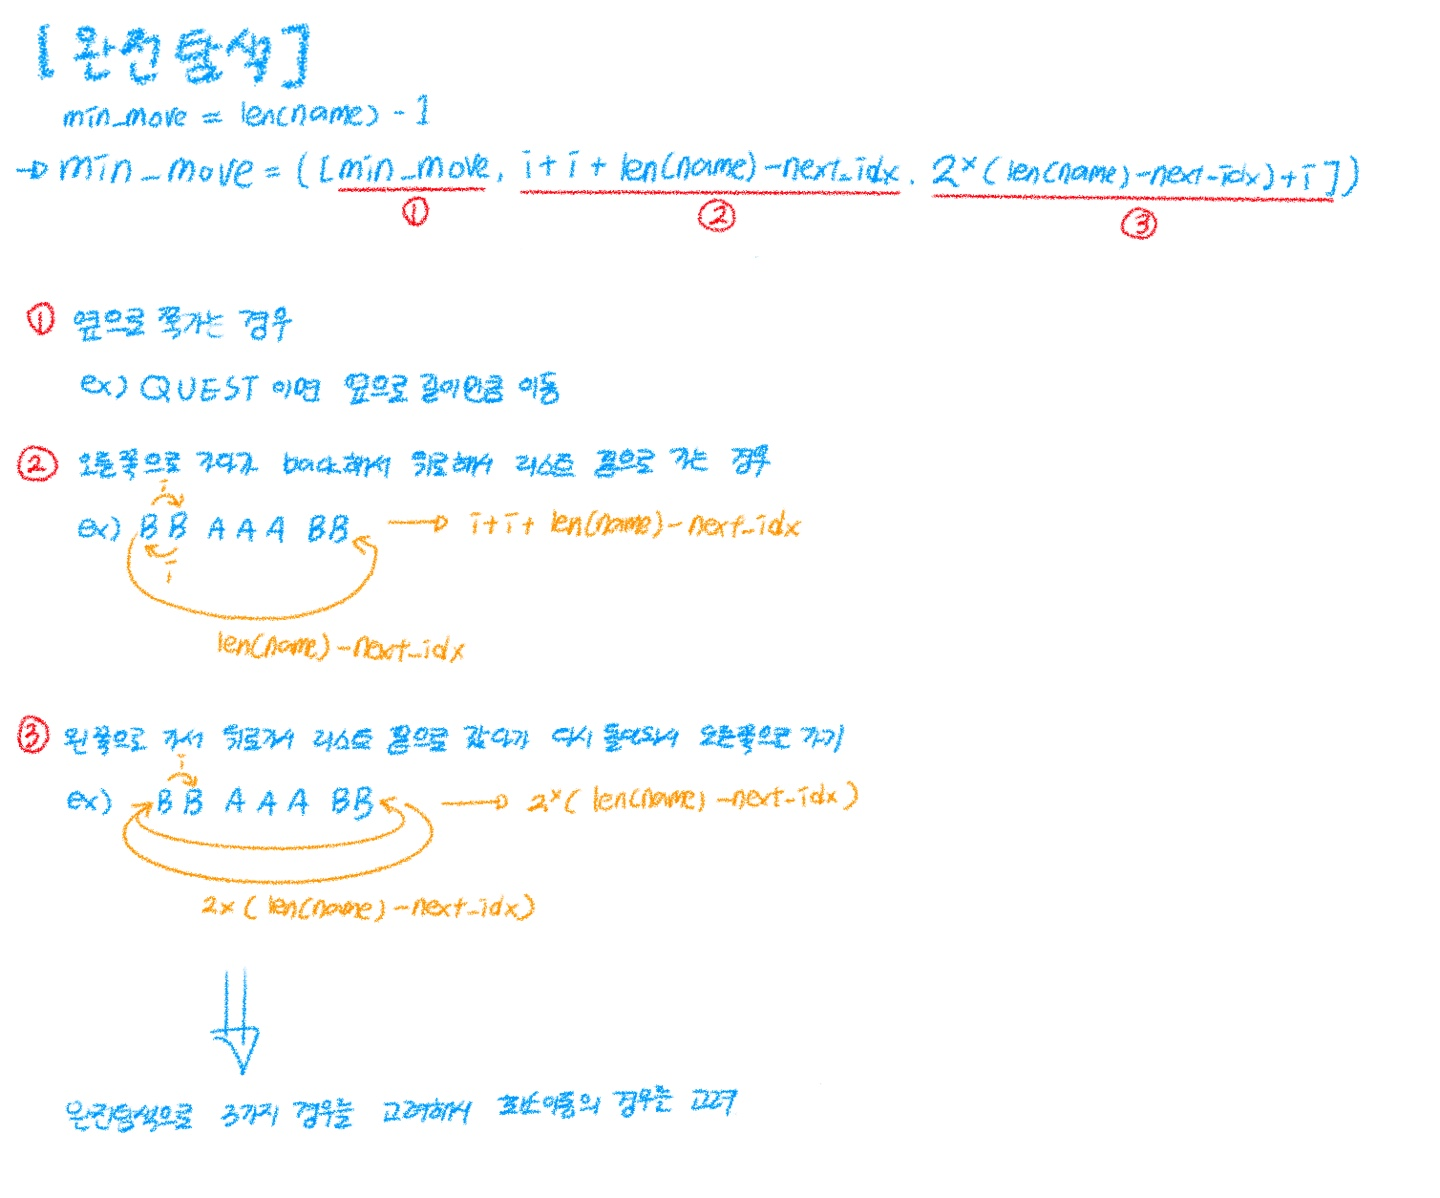 [완전탐색]
min_move = len(name) - 1
→ min_move = ([min_move, i + i + len(name) - next_idx, 2×(len(name) - next_idx) + i])
① ② ③
① 옆으로 쭉가는 경우
ex) QUEST 이면 옆으로 길이만큼 이동
② 오른쪽으로 가다가 back해서 뒤로해서 리스트 끝으로 가는 경우
i
ex) B B A A A B B → i + i + len(name) - next_idx
i
len(name) - next_idx
③ 왼쪽으로 가서 뒤로가서 리스트 끝으로 갔다가 다시 돌아와서 오른쪽으로 가기
i
ex) B B A A A B B → 2×(len(name) - next_idx)
2×(len(name) - next_idx)
완전탐색으로 3가지 경우를 고려해서 최소이동의 경우를 고려